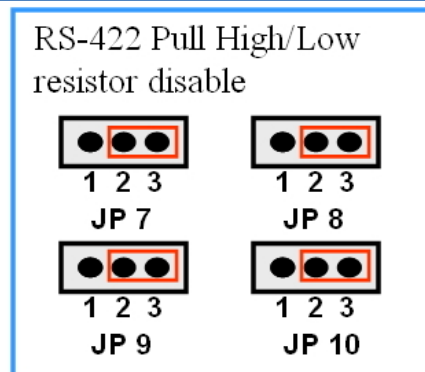 RS-422 Pull High/Low
resistor disable
1 2 3 1 2 3
JP 7 JP 8
1 2 3 1 2 3
JP 9 JP 10